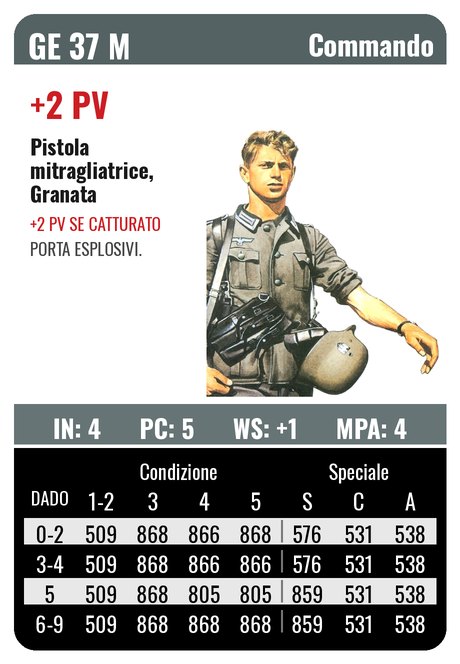 GE 37 M Commando
+2 PV
Pistola
mitragliatrice,
Granata
+2 PV SE CATTURATO
PORTA ESPLOSIVI.
IN: 4 PC: 5 WS: +1 MPA: 4
Condizione Speciale
DADO 1-2 3 4 5 S C A
0-2 509 868 866 868 576 531 538
3-4 509 868 866 866 576 531 538
5 509 868 805 805 859 531 538
6-9 509 868 868 868 859 531 538